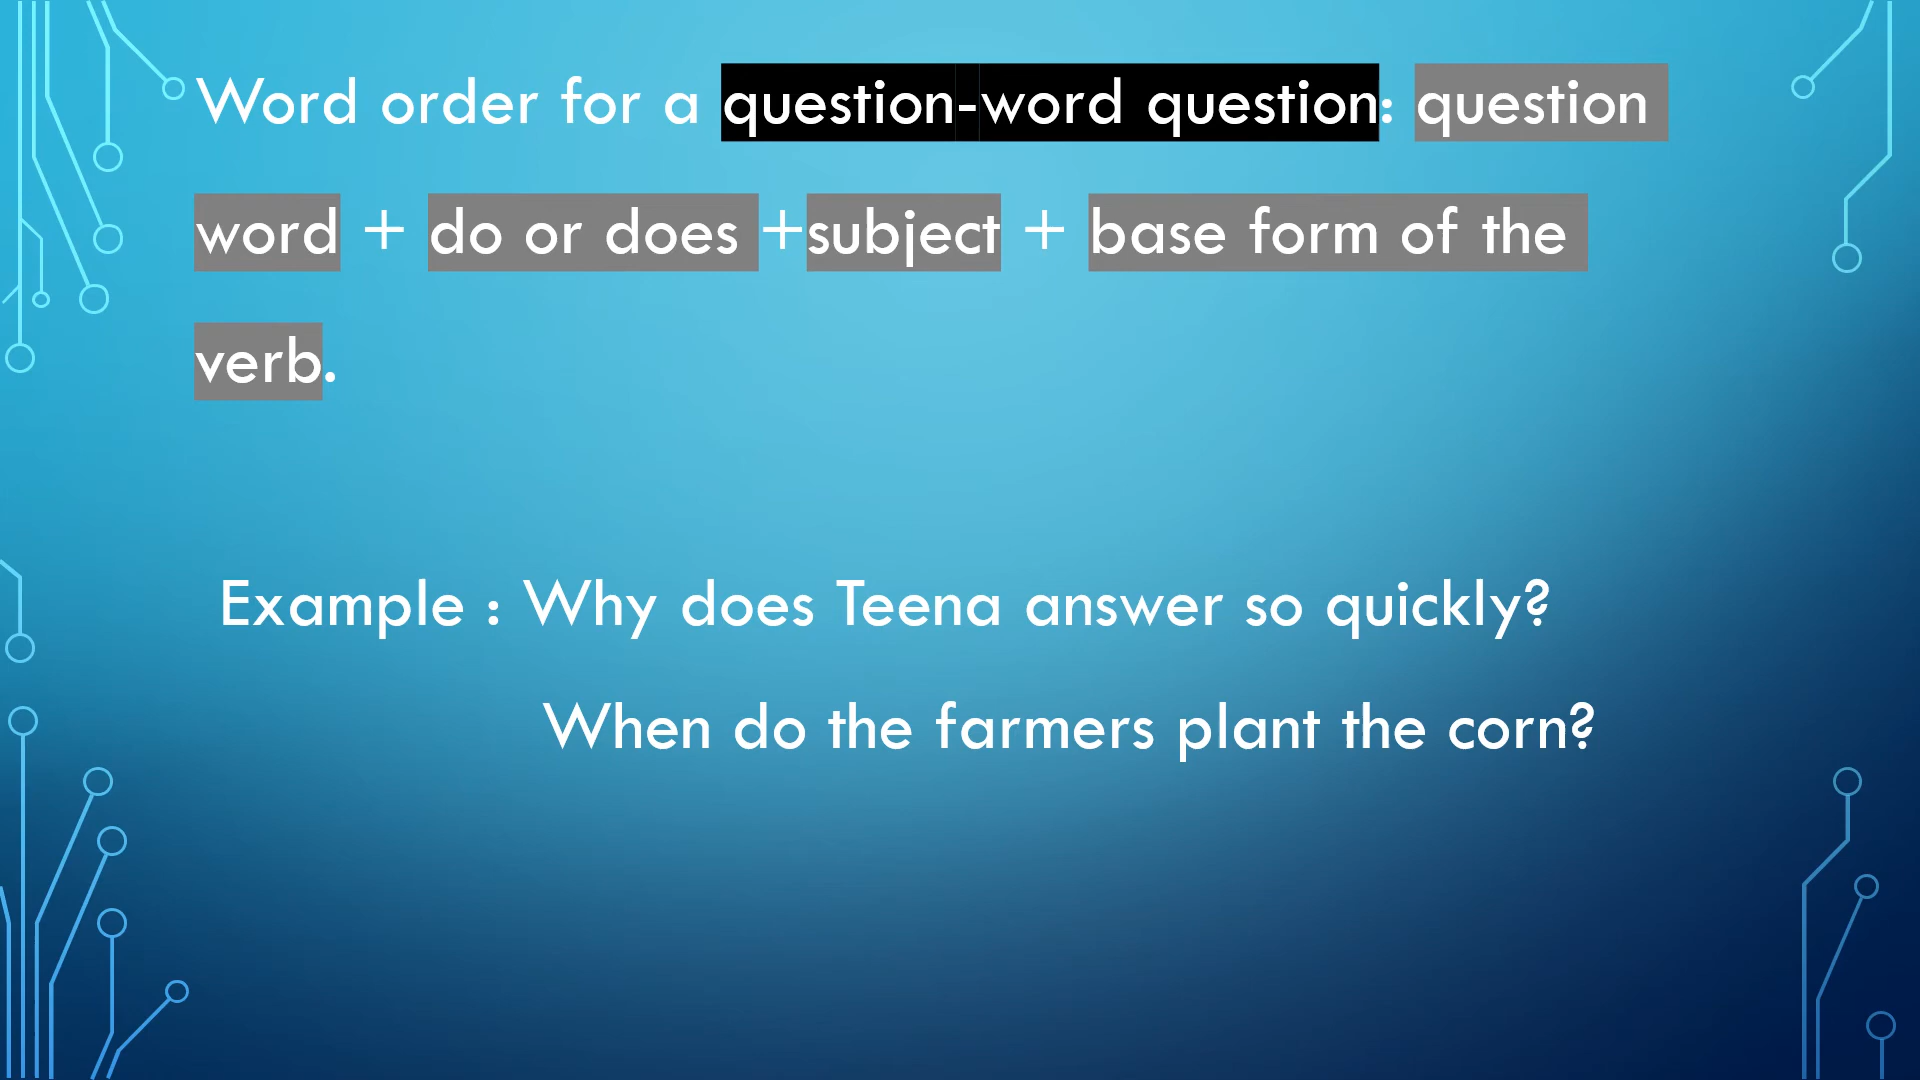 Word order for a question-word question: question
word + do or does +subject + base form of the
verb.
Example : Why does Teena answer so quickly?
When do the farmers plant the corn?